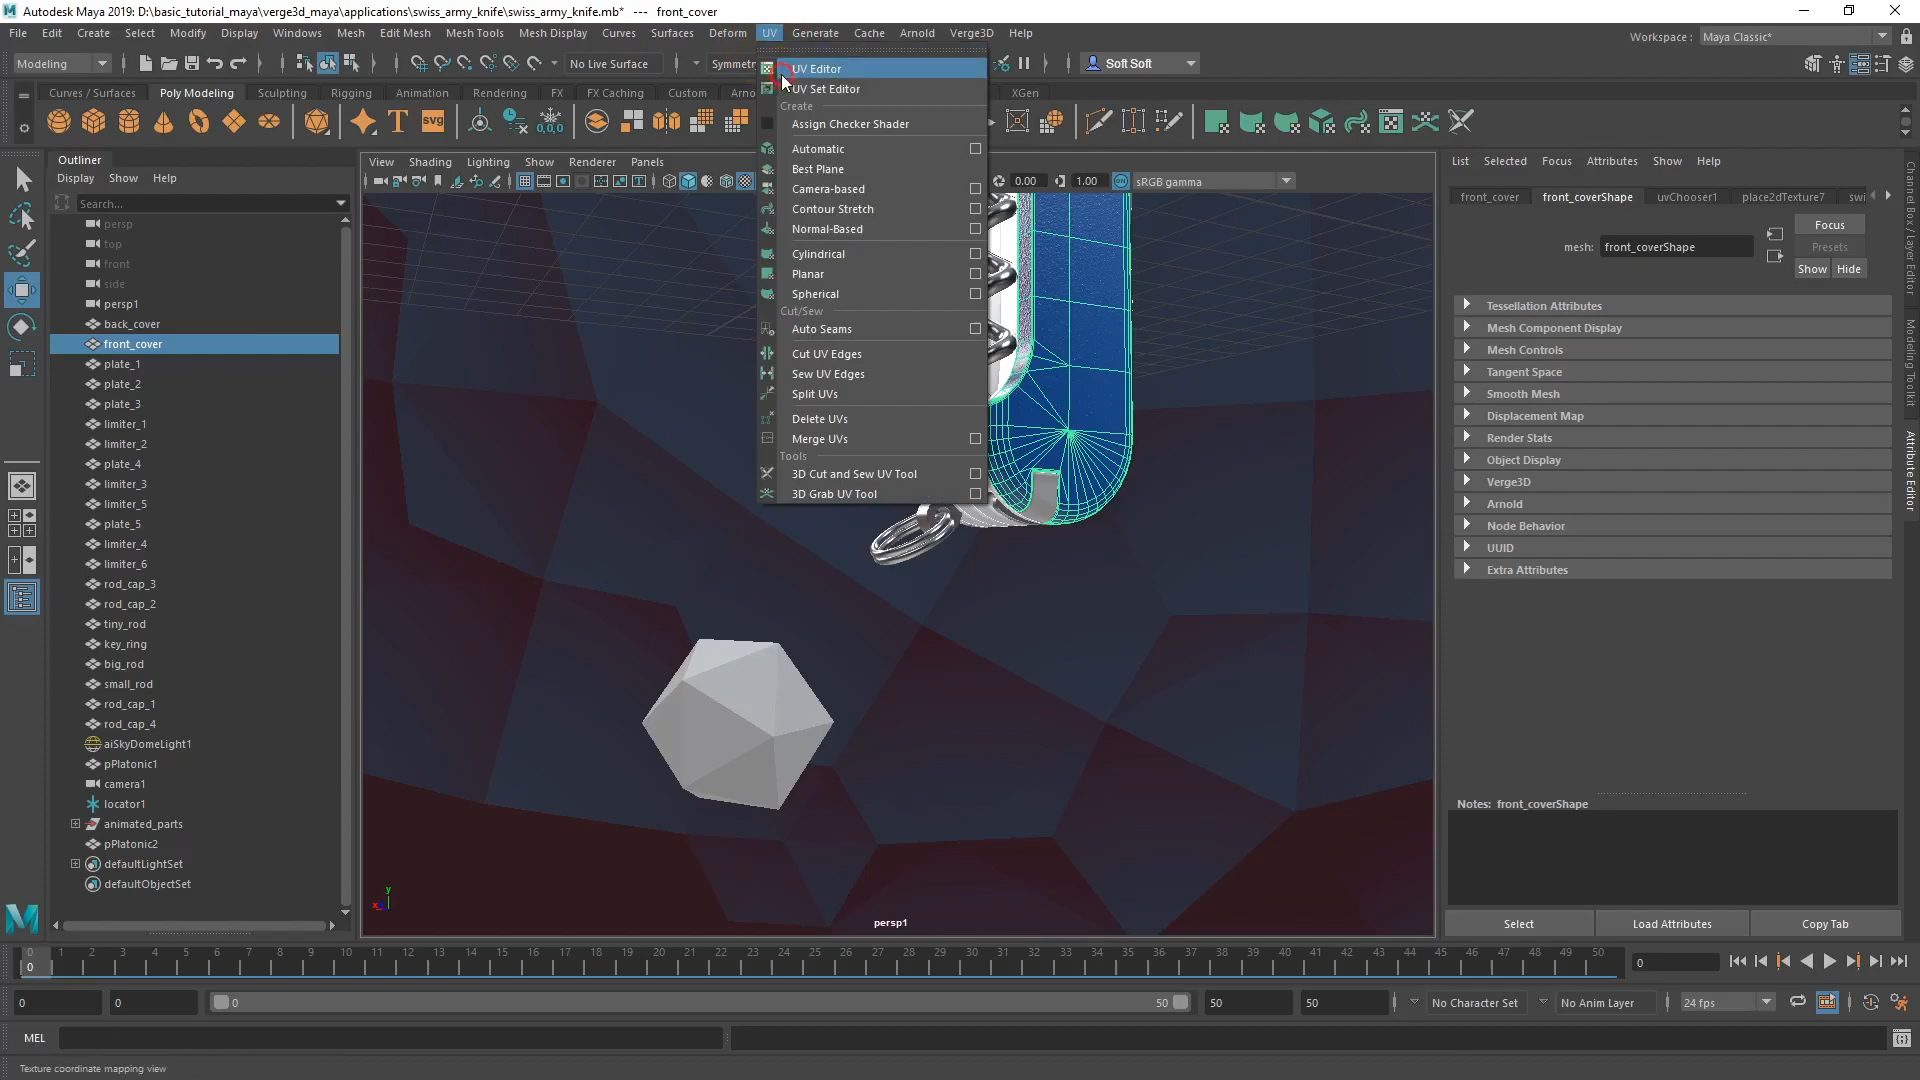 Autodesk Maya 2019: D:\basic_tutorial_maya\verge3d_maya\applications\swiss_army_knife\swiss_army_knife.mb* --- front_cover
File Edit Create Select Modify Display Windows Mesh Edit Mesh Mesh Tools Mesh Display Curves Surfaces Deform UV Generate Cache Arnold Verge3D Help
Workspace : Maya Classic*
Modeling No Live Surface Symmetr Soft Soft
Curves / Surfaces Poly Modeling Sculpting Rigging Animation Rendering FX FX Caching Custom Arno XGen
UV Editor
UV Set Editor
Create
Assign Checker Shader
Automatic
Best Plane
Camera-based
Contour Stretch
Normal-Based
Cylindrical
Planar
Spherical
Cut/Sew
Auto Seams
Cut UV Edges
Sew UV Edges
Split UVs
Delete UVs
Merge UVs
Tools
3D Cut and Sew UV Tool
3D Grab UV Tool
Outliner
Display Show Help
Search...
persp
top
front
side
persp1
back_cover
front_cover
plate_1
plate_2
plate_3
limiter_1
limiter_2
plate_4
limiter_3
limiter_5
plate_5
limiter_4
limiter_6
rod_cap_3
rod_cap_2
tiny_rod
key_ring
big_rod
small_rod
rod_cap_1
rod_cap_4
aiSkyDomeLight1
pPlatonic1
camera1
locator1
animated_parts
pPlatonic2
defaultLightSet
defaultObjectSet
View Shading Lighting Show Renderer Panels
0.00 1.00 ON sRGB gamma
y
x
persp1
List Selected Focus Attributes Show Help
front_cover front_coverShape uvChooser1 place2dTexture7 swi
mesh: front_coverShape
Focus
Presets
Show Hide
Tessellation Attributes
Mesh Component Display
Mesh Controls
Tangent Space
Smooth Mesh
Displacement Map
Render Stats
Object Display
Verge3D
Arnold
Node Behavior
UUID
Extra Attributes
Notes: front_coverShape
Select Load Attributes Copy Tab
Channel Box / Layer Editor
Modeling Toolkit
Attribute Editor
0 1 2 3 4 5 6 7 8 9 10 11 12 13 14 15 16 17 18 19 20 21 22 23 24 25 26 27 28 29 30 31 32 33 34 35 36 37 38 39 40 41 42 43 44 45 46 47 48 49 50
0
0
0 0 0 50 50 50 No Character Set No Anim Layer 24 fps
MEL
Texture coordinate mapping view